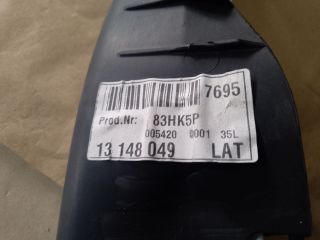 7695
Prod.Nr: 83HK5P
005420 0001 35L
13 148 049 LAT